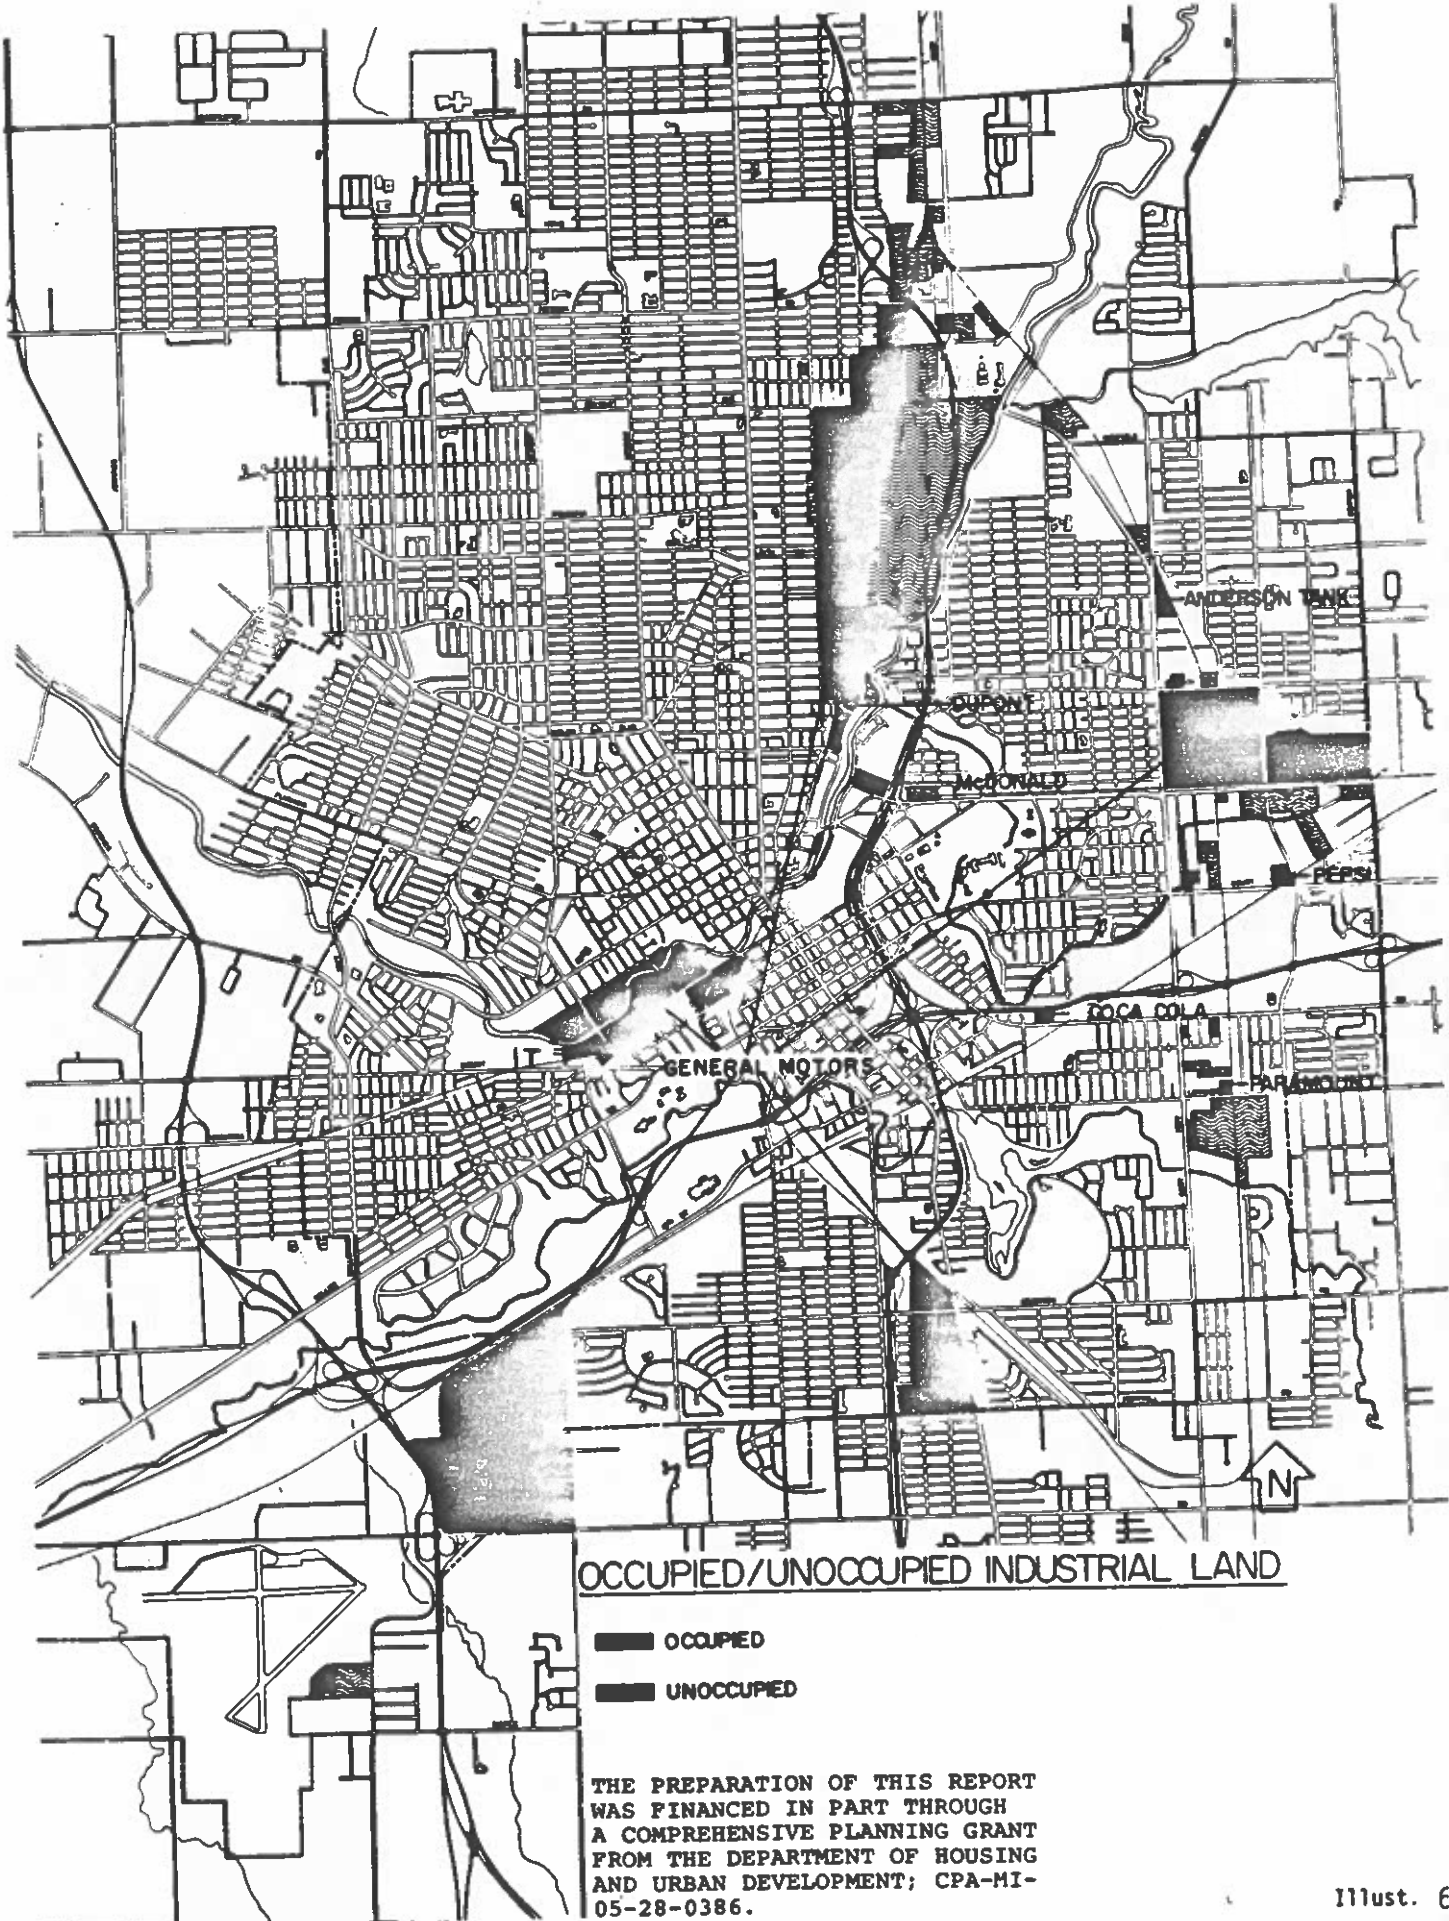 ANDERSON TANK
DUPONT
McDONALD
PEPSI
COCA COLA
GENERAL MOTORS
PARAMOUNT
N
OCCUPIED/UNOCCUPIED INDUSTRIAL LAND
OCCUPIED
UNOCCUPIED
THE PREPARATION OF THIS REPORT
WAS FINANCED IN PART THROUGH
A COMPREHENSIVE PLANNING GRANT
FROM THE DEPARTMENT OF HOUSING
AND URBAN DEVELOPMENT; CPA-MI-
05-28-0386.
Illust. 6